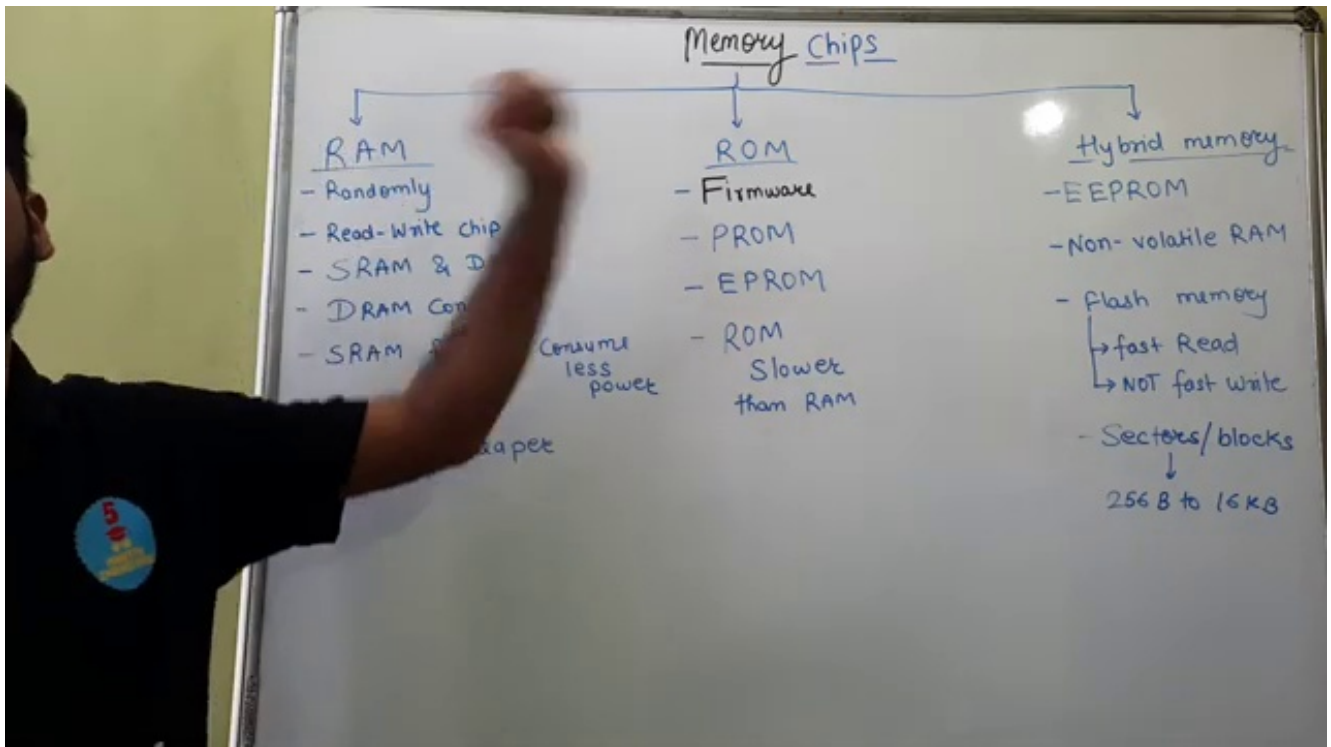 Memory Chips
RAM
- Randomly
- Read-Write chip
- SRAM & D
- DRAM Con
- SRAM
Consume
less
power
ROM
- Firmware
- PROM
- EPROM
- ROM
Slower
than RAM
Hybrid memory
- EEPROM
- Non-volatile RAM
- Flash memory
→ fast Read
→ NOT fast write
- Sectors/blocks
↓
256 B to 16 KB
5